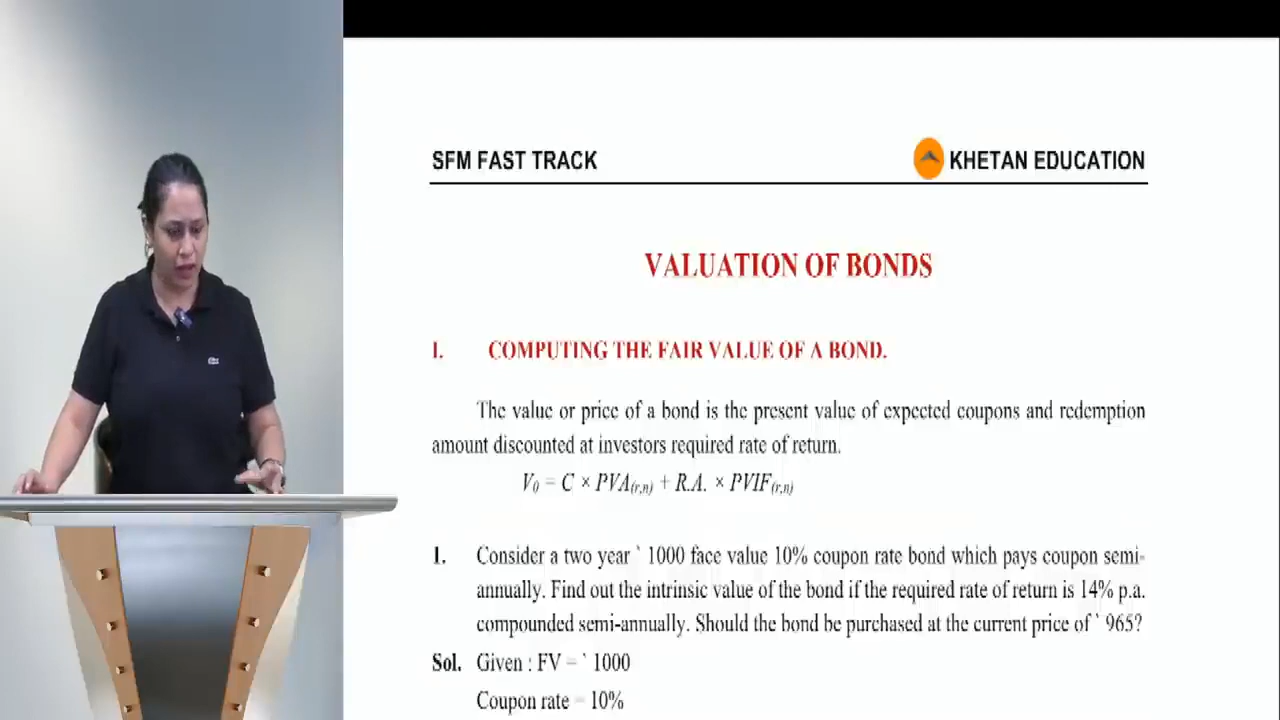 SFM FAST TRACK
KHETAN EDUCATION
VALUATION OF BONDS
I. COMPUTING THE FAIR VALUE OF A BOND.
The value or price of a bond is the present value of expected coupons and redemption
amount discounted at investors required rate of return.
V₀ = C × PVA(r,n) + R.A. × PVIF(r,n)
1. Consider a two year ` 1000 face value 10% coupon rate bond which pays coupon semi-
annually. Find out the intrinsic value of the bond if the required rate of return is 14% p.a.
compounded semi-annually. Should the bond be purchased at the current price of ` 965?
Sol. Given : FV = ` 1000
Coupon rate = 10%